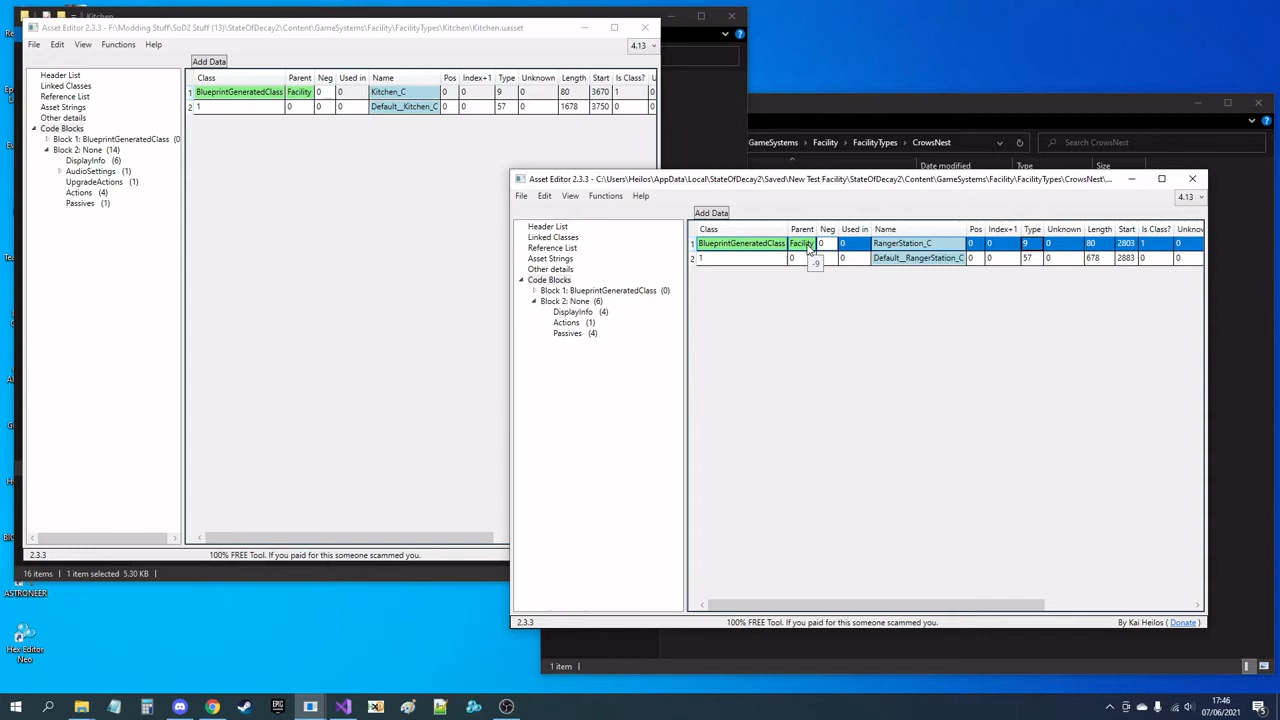 Kitchen
Asset Editor 2.3.3 - F:\Modding Stuff\SoD2 Stuff (13)\StateOfDecay2\Content\GameSystems\Facility\FacilityTypes\Kitchen\Kitchen.uasset
File Edit View Functions Help
4.13
Add Data
Header List
Linked Classes
Reference List
Asset Strings
Other details
Code Blocks
Block 1: BlueprintGeneratedClass (0
Block 2: None (14)
DisplayInfo (6)
AudioSettings (1)
UpgradeActions (1)
Actions (4)
Passives (1)
Class Parent Neg Used in Name Pos Index+1 Type Unknown Length Start Is Class? U
1 BlueprintGeneratedClass Facility 0 0 Kitchen_C 0 0 9 0 80 3670 1 0
2 1 0 0 0 Default__Kitchen_C 0 0 57 0 1678 3750 0 0
2.3.3
100% FREE Tool. If you paid for this someone scammed you.
16 items 1 item selected 5.30 KB
GameSystems > Facility > FacilityTypes > CrowsNest
Search CrowsNest
Date modified Type Size
Asset Editor 2.3.3 - C:\Users\Heilos\AppData\Local\StateOfDecay2\Saved\New Test Facility\StateOfDecay2\Content\GameSystems\Facility\FacilityTypes\CrowsNest\...
File Edit View Functions Help
4.13
Add Data
Header List
Linked Classes
Reference List
Asset Strings
Other details
Code Blocks
Block 1: BlueprintGeneratedClass (0)
Block 2: None (6)
DisplayInfo (4)
Actions (1)
Passives (4)
Class Parent Neg Used in Name Pos Index+1 Type Unknown Length Start Is Class? Unknow
1 BlueprintGeneratedClass Facility 0 0 RangerStation_C 0 0 9 0 80 2803 1 0
2 1 0 0 Default__RangerStation_C 0 0 57 0 678 2883 0 0
-9
2.3.3
100% FREE Tool. If you paid for this someone scammed you.
By Kai Heilos ( Donate )
1 item
ASTRONEER
Hex Editor
Neo
EPIC
17:46
07/06/2021
5